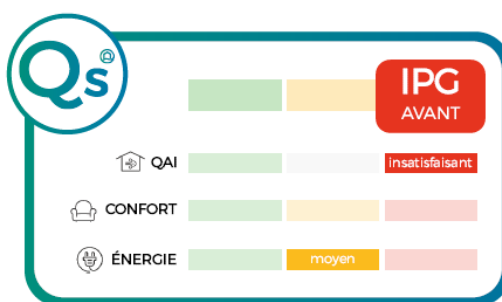 Qs
IPG
AVANT
QAI
insatisfaisant
CONFORT
ÉNERGIE
moyen